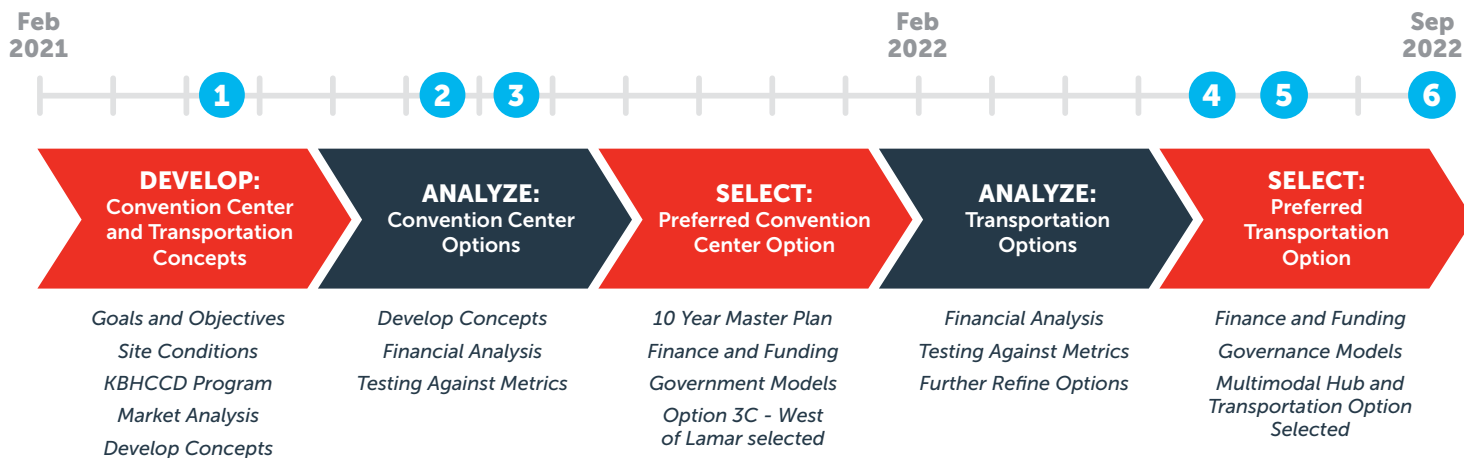 Feb
2021
Feb
2022
Sep
2022
1
2
3
4
5
6
DEVELOP:
Convention Center
and Transportation
Concepts
ANALYZE:
Convention Center
Options
SELECT:
Preferred Convention
Center Option
ANALYZE:
Transportation
Options
SELECT:
Preferred
Transportation
Option
Goals and Objectives
Site Conditions
KBHCCD Program
Market Analysis
Develop Concepts
Develop Concepts
Financial Analysis
Testing Against Metrics
10 Year Master Plan
Finance and Funding
Government Models
Option 3C - West
of Lamar selected
Financial Analysis
Testing Against Metrics
Further Refine Options
Finance and Funding
Governance Models
Multimodal Hub and
Transportation Option
Selected